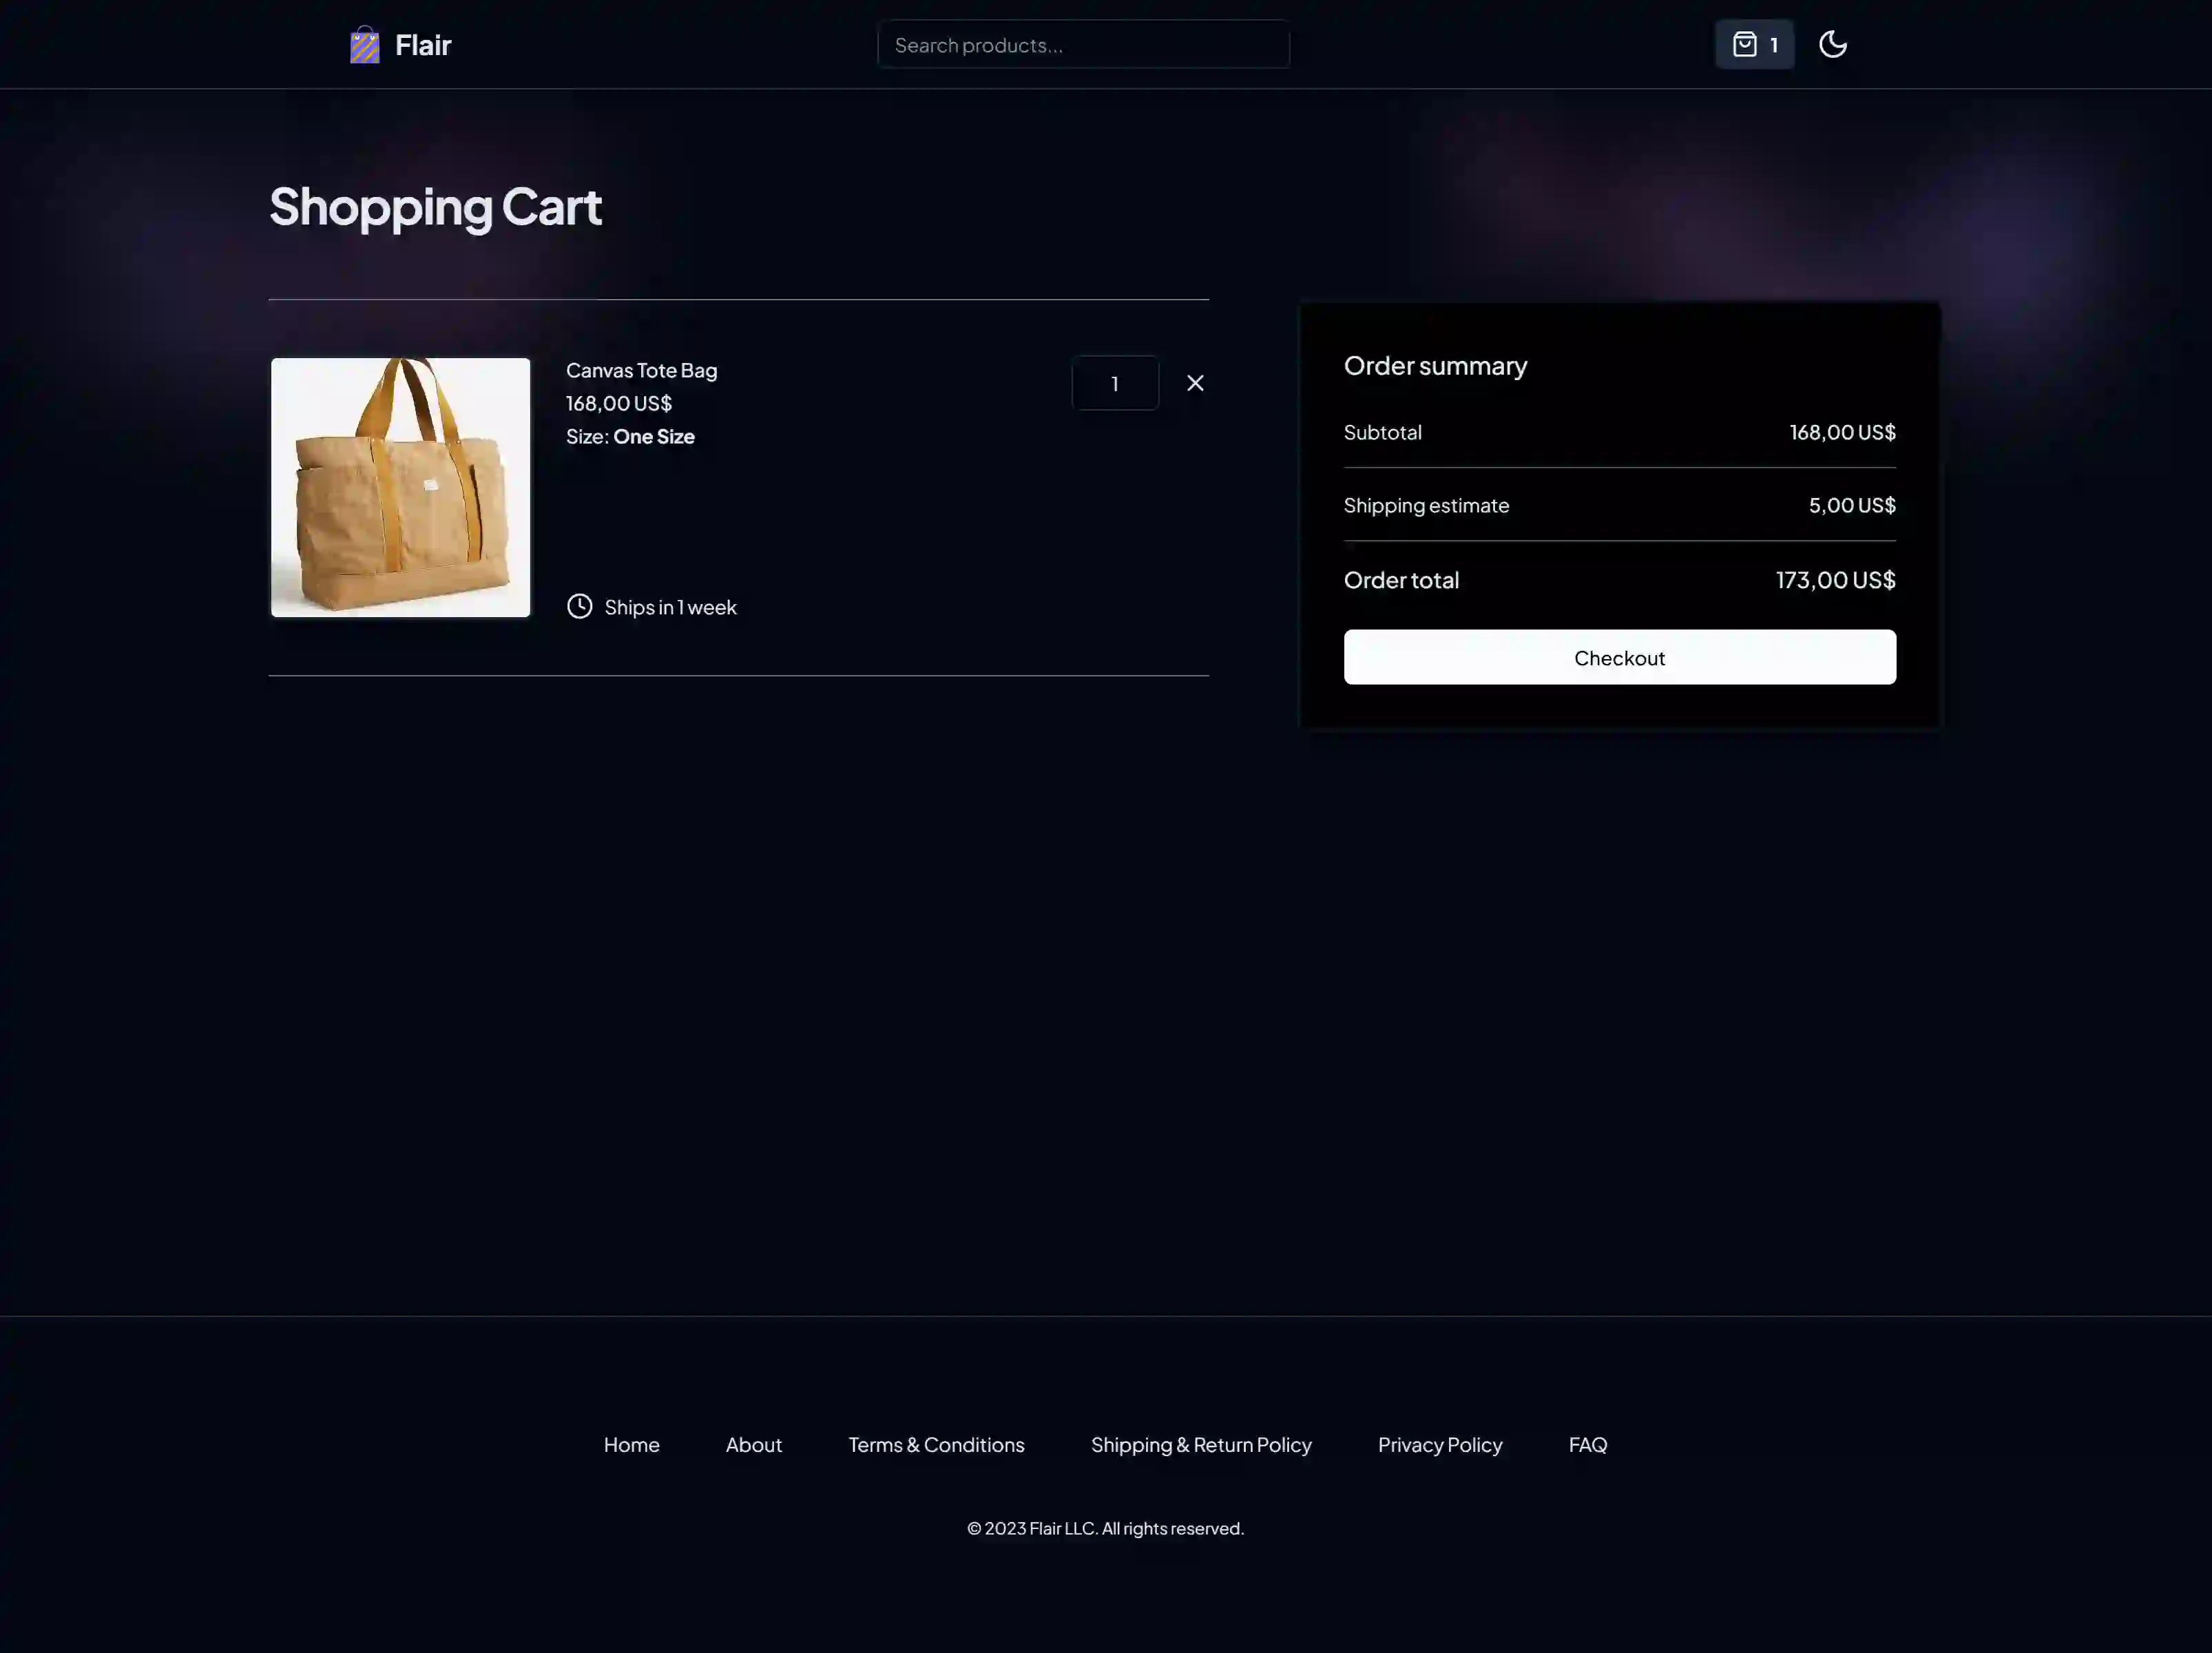 Flair
Search products...
1
Shopping Cart
Canvas Tote Bag
168,00 US$
Size: One Size
1
Ships in 1 week
Order summary
Subtotal 168,00 US$
Shipping estimate 5,00 US$
Order total 173,00 US$
Checkout
Home About Terms & Conditions Shipping & Return Policy Privacy Policy FAQ
© 2023 Flair LLC. All rights reserved.